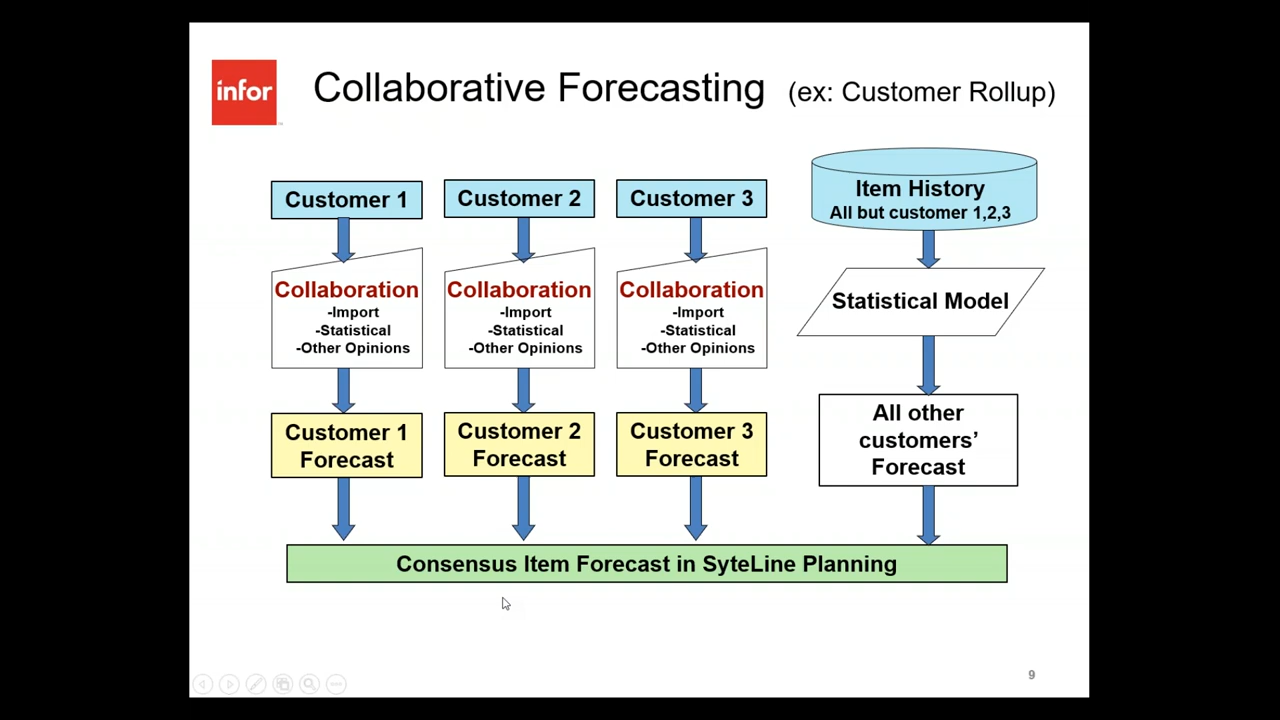 infor
Collaborative Forecasting (ex: Customer Rollup)
Customer 1
Collaboration
-Import
-Statistical
-Other Opinions
Customer 1
Forecast
Customer 2
Collaboration
-Import
-Statistical
-Other Opinions
Customer 2
Forecast
Customer 3
Collaboration
-Import
-Statistical
-Other Opinions
Customer 3
Forecast
Item History
All but customer 1,2,3
Statistical Model
All other
customers’
Forecast
Consensus Item Forecast in SyteLine Planning
9